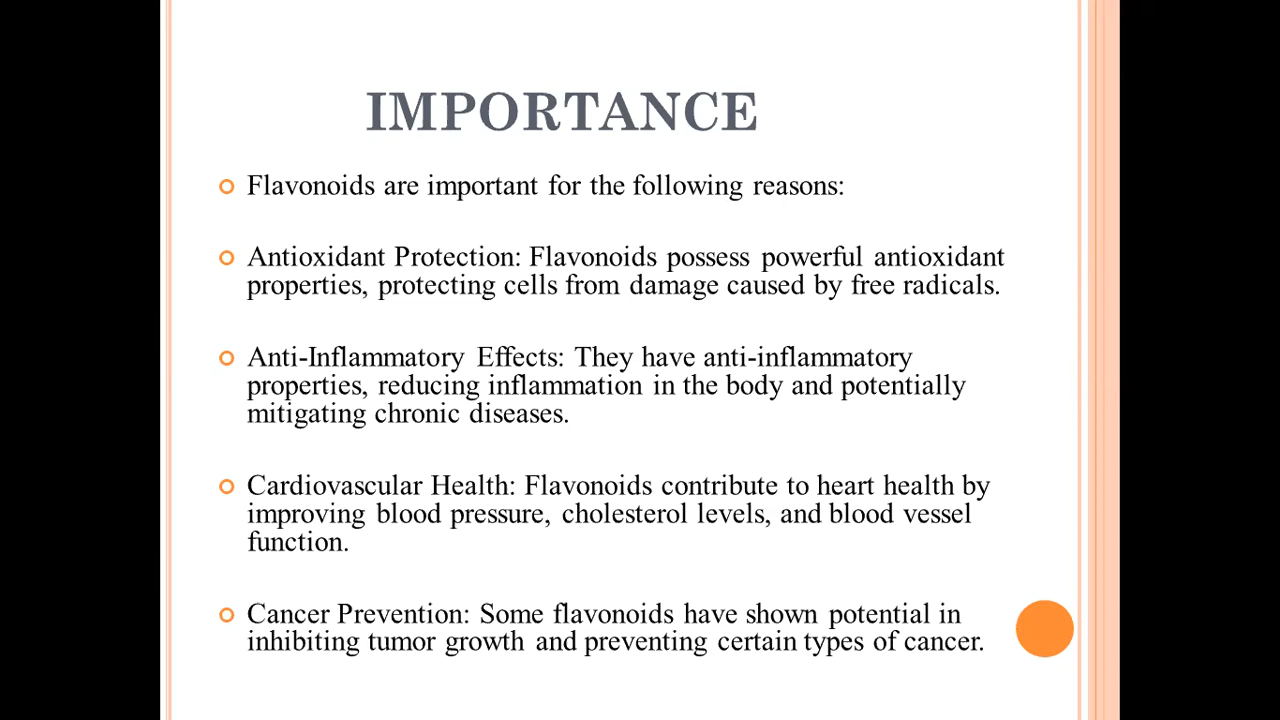 IMPORTANCE
Flavonoids are important for the following reasons:
Antioxidant Protection: Flavonoids possess powerful antioxidant
properties, protecting cells from damage caused by free radicals.
Anti-Inflammatory Effects: They have anti-inflammatory
properties, reducing inflammation in the body and potentially
mitigating chronic diseases.
Cardiovascular Health: Flavonoids contribute to heart health by
improving blood pressure, cholesterol levels, and blood vessel
function.
Cancer Prevention: Some flavonoids have shown potential in
inhibiting tumor growth and preventing certain types of cancer.